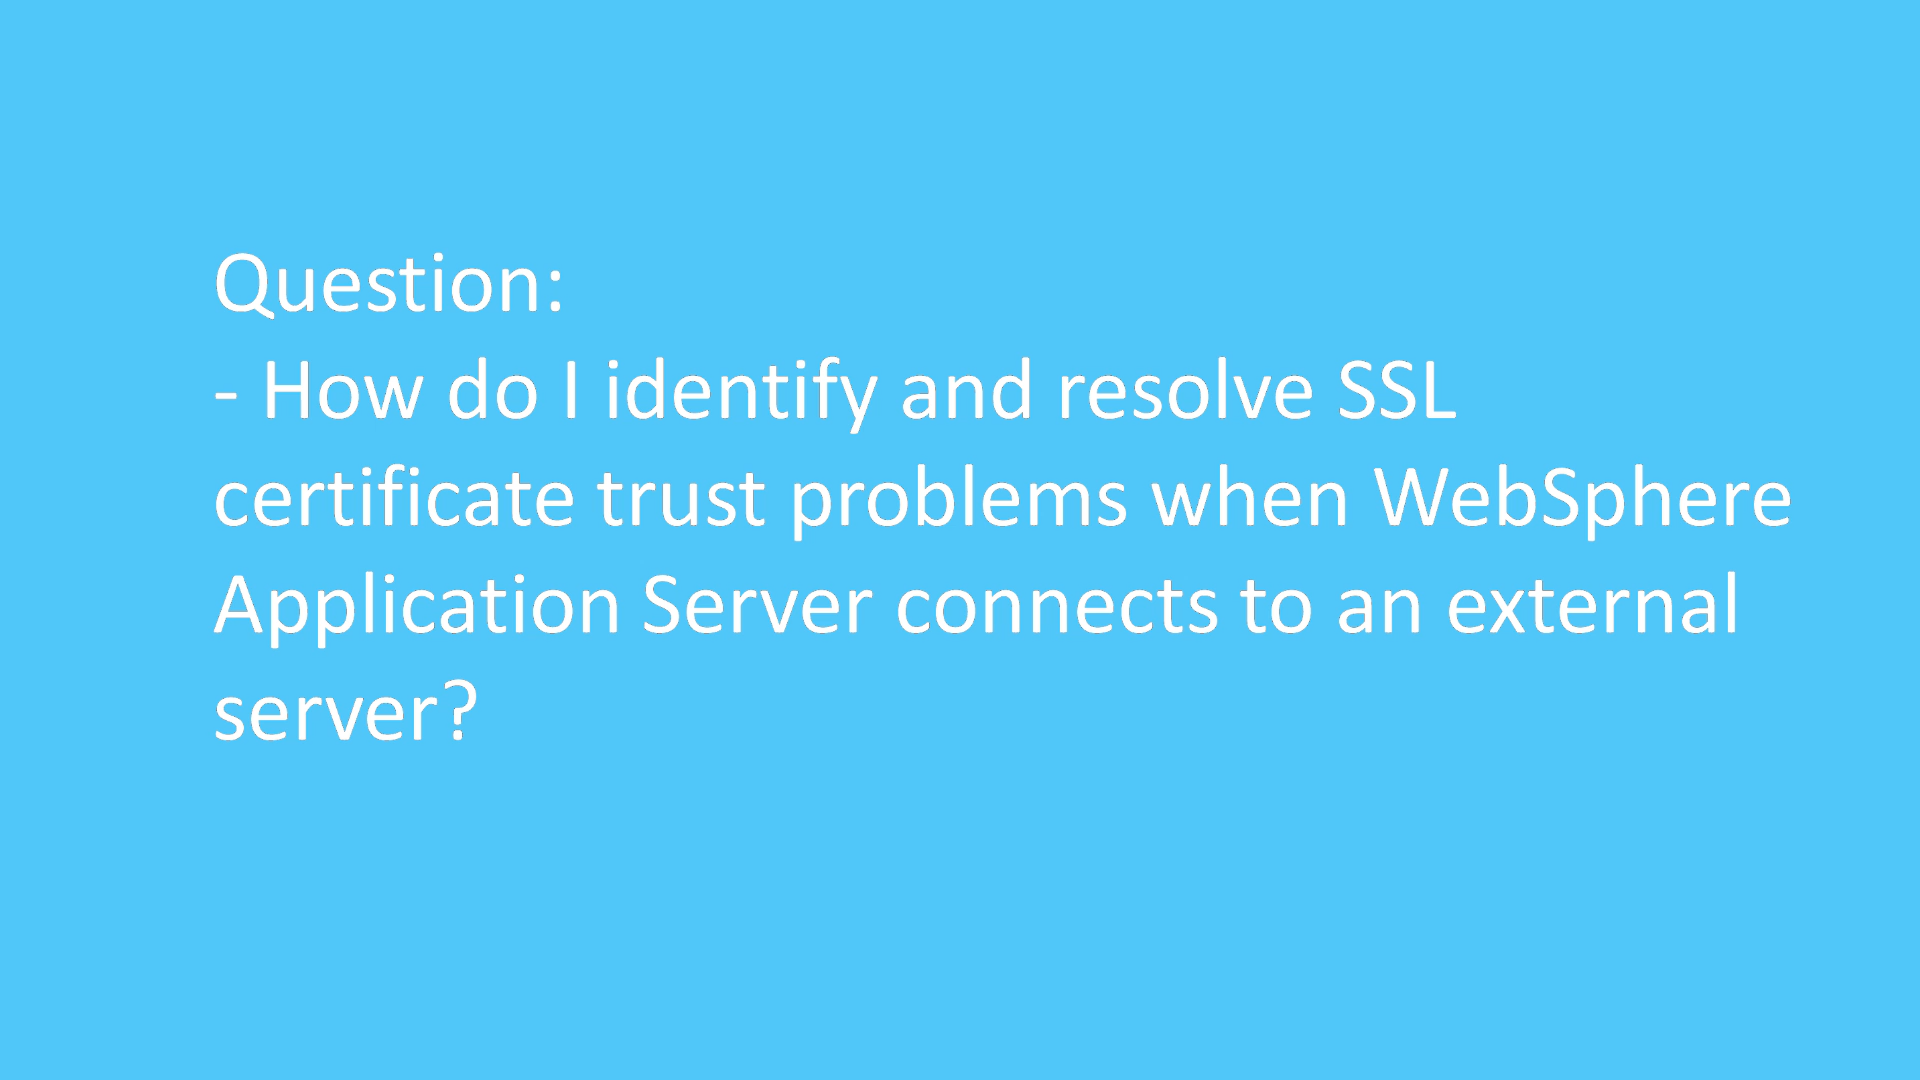 Question:
- How do I identify and resolve SSL
certificate trust problems when WebSphere
Application Server connects to an external
server?